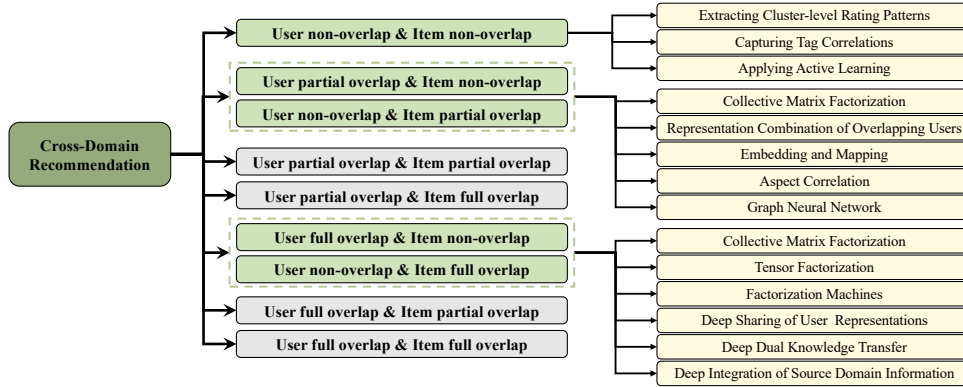 Cross-Domain
Recommendation
User non-overlap & Item non-overlap
User partial overlap & Item non-overlap
User non-overlap & Item partial overlap
User partial overlap & Item partial overlap
User partial overlap & Item full overlap
User full overlap & Item non-overlap
User non-overlap & Item full overlap
User full overlap & Item partial overlap
User full overlap & Item full overlap
Extracting Cluster-level Rating Patterns
Capturing Tag Correlations
Applying Active Learning
Collective Matrix Factorization
Representation Combination of Overlapping Users
Embedding and Mapping
Aspect Correlation
Graph Neural Network
Collective Matrix Factorization
Tensor Factorization
Factorization Machines
Deep Sharing of User Representations
Deep Dual Knowledge Transfer
Deep Integration of Source Domain Information